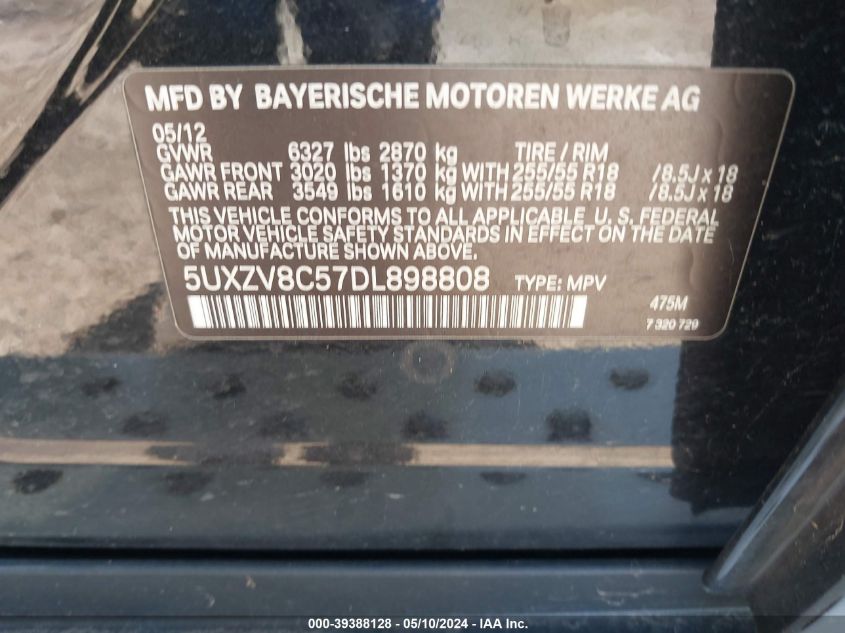 MFD BY BAYERISCHE MOTOREN WERKE AG
05/12
GVWR 6327 lbs 2870 kg TIRE / RIM
GAWR FRONT 3020 lbs 1370 kg WITH 255/55 R18 /8.5J x 18
GAWR REAR 3549 lbs 1610 kg WITH 255/55 R18 /8.5J x 18
THIS VEHICLE CONFORMS TO ALL APPLICABLE U. S. FEDERAL
MOTOR VEHICLE SAFETY STANDARDS IN EFFECT ON THE DATE
OF MANUFACTURE SHOWN ABOVE.
5UXZV8C57DL898808 TYPE: MPV
475M
7 320 729
000-39388128 - 05/10/2024 - IAA Inc.